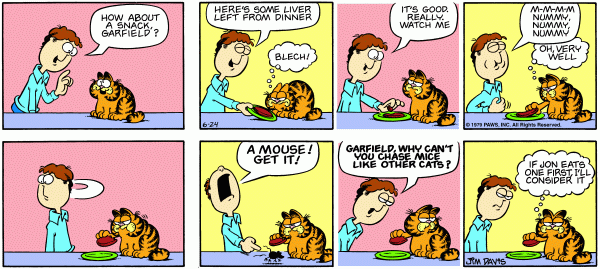 HOW ABOUT
A SNACK,
GARFIELD?
HERE'S SOME LIVER
LEFT FROM DINNER
BLECH!
6-24
IT'S GOOD.
REALLY.
WATCH ME
M-M-M-M
NUMMY,
NUMMY,
NUMMY
OH, VERY
WELL
© 1979 PAWS, INC. All Rights Reserved.
A MOUSE!
GET IT!
GARFIELD, WHY CAN'T
YOU CHASE MICE
LIKE OTHER CATS?
IF JON EATS
ONE FIRST, I'LL
CONSIDER IT
JIM DAVIS